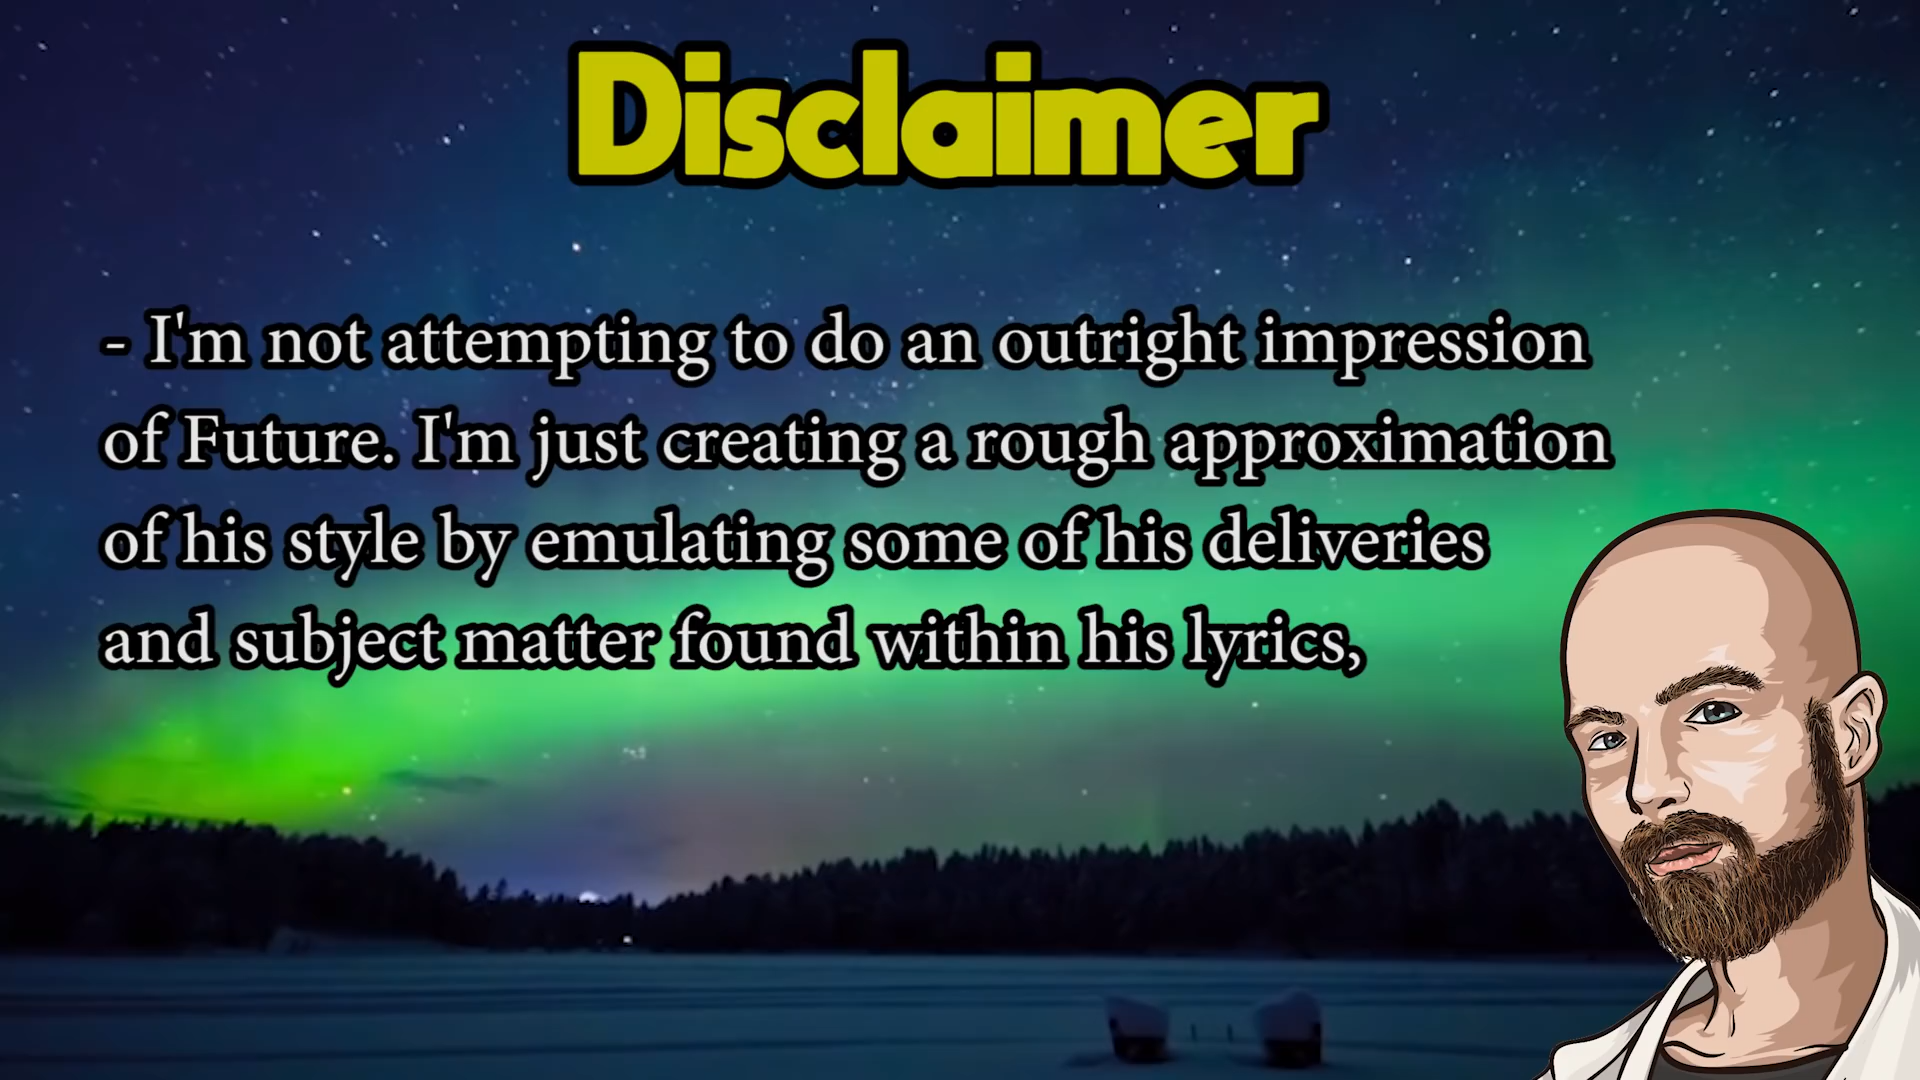 Disclaimer
- I'm not attempting to do an outright impression
of Future. I'm just creating a rough approximation
of his style by emulating some of his deliveries
and subject matter found within his lyrics,